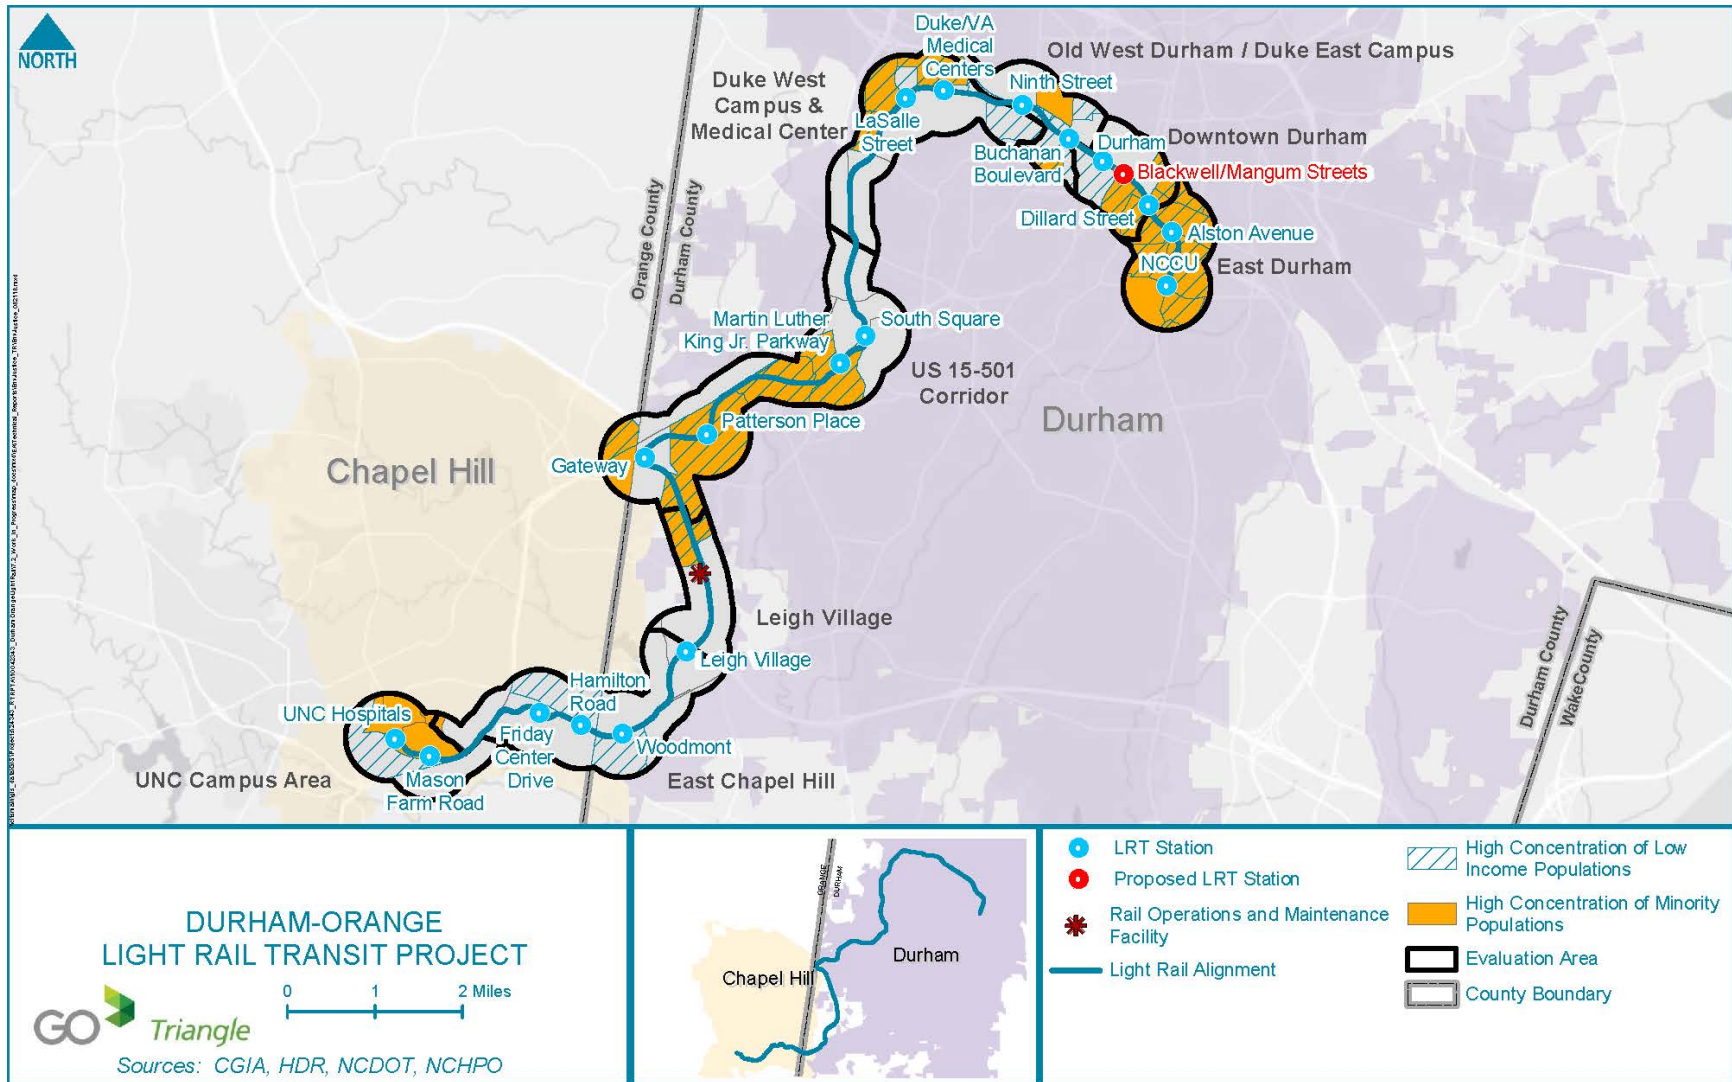 NORTH
Duke/VA
Medical
Centers
Old West Durham / Duke East Campus
Ninth Street
Duke West
Campus &
Medical Center
LaSalle
Street
Downtown Durham
Durham
Buchanan
Boulevard
Blackwell/Mangum Streets
Dillard Street
Alston Avenue
NCCU
East Durham
Orange County
Durham County
Martin Luther
King Jr. Parkway
South Square
US 15-501
Corridor
Durham
Patterson Place
Chapel Hill
Gateway
Leigh Village
Leigh Village
Durham County
WakeCounty
Hamilton
Road
UNC Hospitals
Friday
Center
Drive
Woodmont
UNC Campus Area
Mason
Farm Road
East Chapel Hill
DURHAM-ORANGE
LIGHT RAIL TRANSIT PROJECT
0 1 2 Miles
GO Triangle
Sources: CGIA, HDR, NCDOT, NCHPO
ORANGE
DURHAM
Durham
Chapel Hill
LRT Station
Proposed LRT Station
Rail Operations and Maintenance
Facility
Light Rail Alignment
High Concentration of Low
Income Populations
High Concentration of Minority
Populations
Evaluation Area
County Boundary